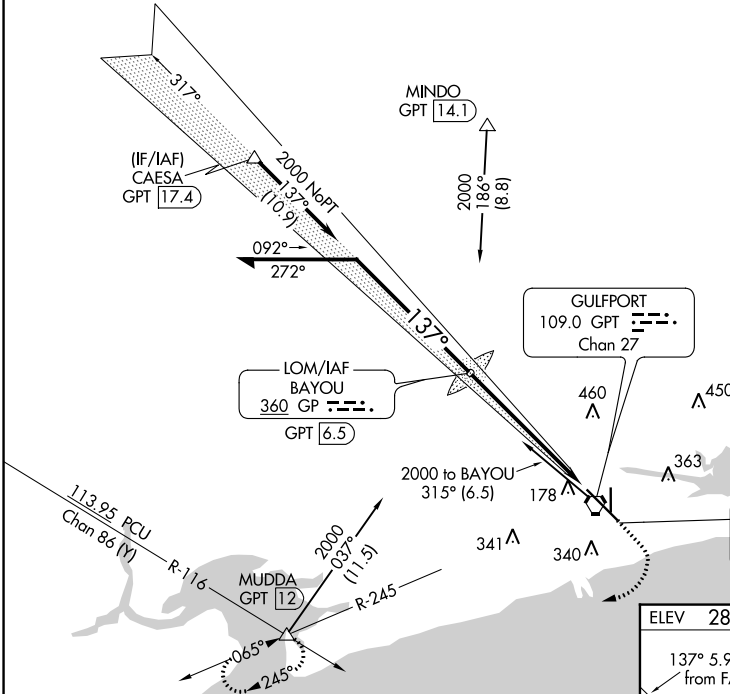 317°
MINDO
GPT 14.1
(IF/IAF)
CAESA
GPT 17.4
2000 NoPT
137°
(10.9)
2000
186°
(8.8)
092°
272°
137°
GULFPORT
109.0 GPT
Chan 27
LOM/IAF
BAYOU
360 GP
GPT 6.5
460
450
363
2000 to BAYOU
315° (6.5)
178
341
340
113.95 PCU
Chan 86 (Y)
R-116
2000
037°
(11.5)
MUDDA
GPT 12
R-245
065°
245°
ELEV 28
137° 5.9
from FA